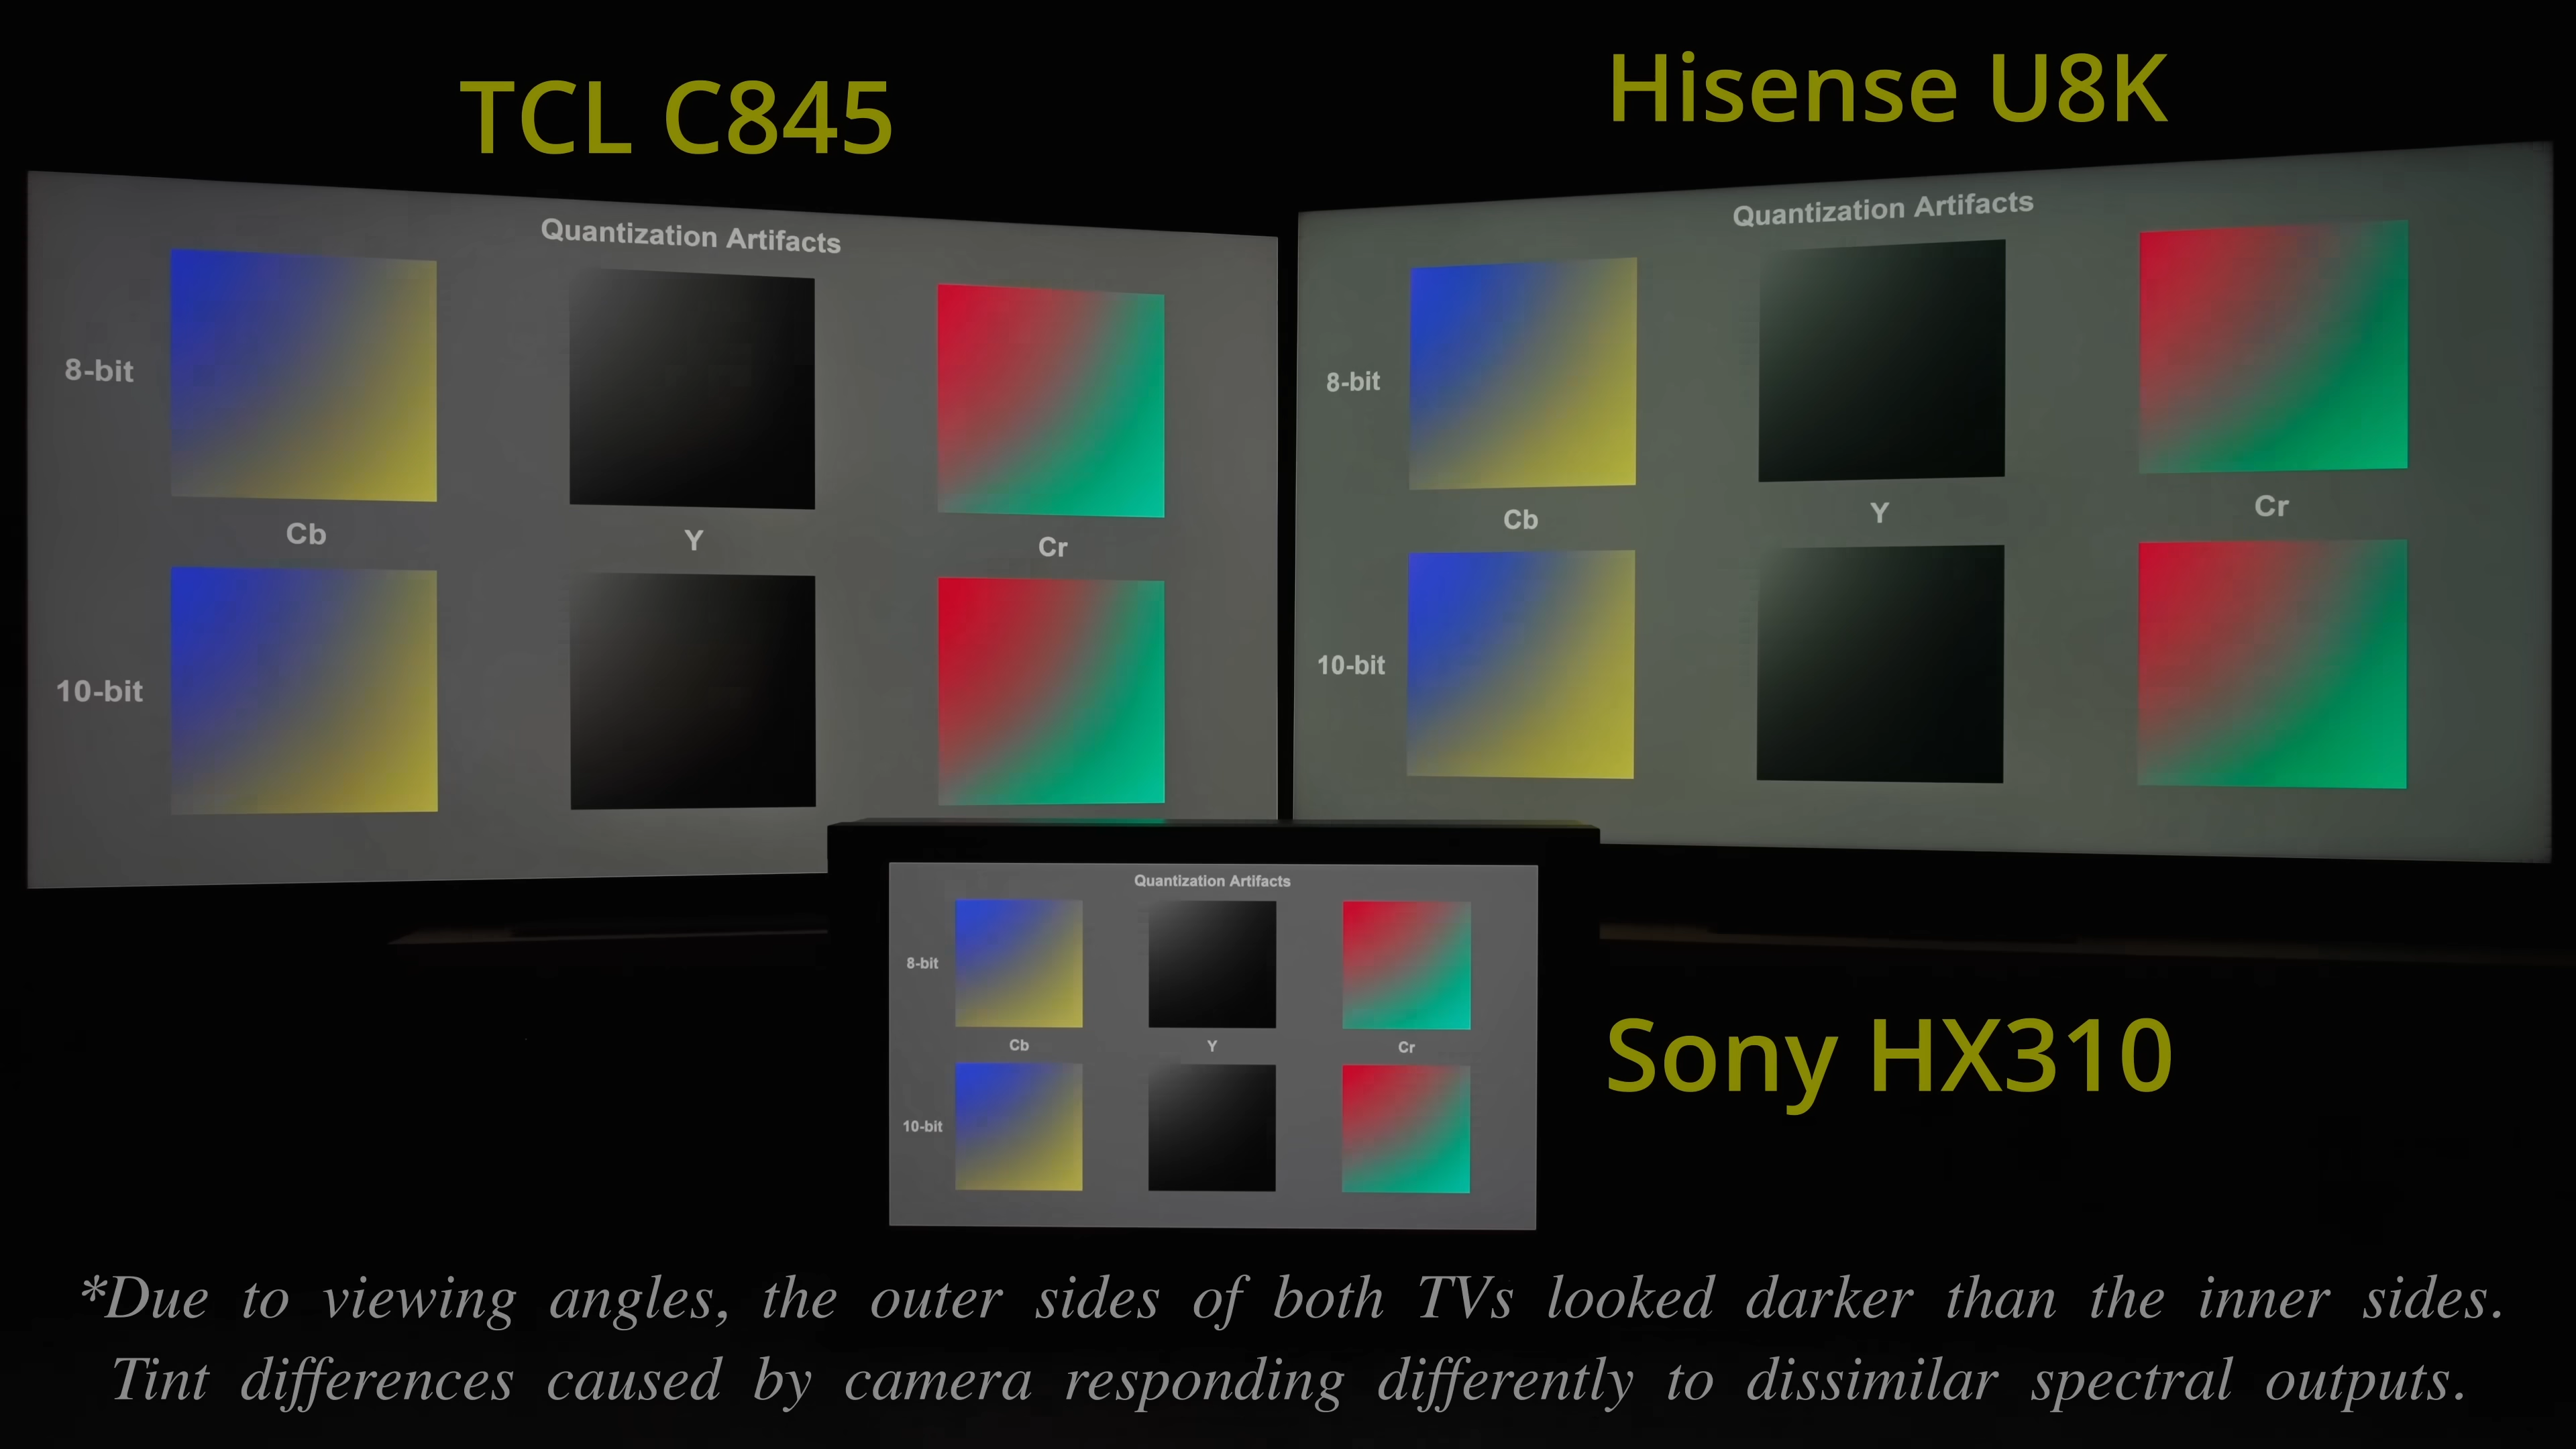 TCL C845
Hisense U8K
Quantization Artifacts
8-bit
Cb
Y
Cr
10-bit
Quantization Artifacts
8-bit
Cb
Y
Cr
10-bit
Quantization Artifacts
8-bit
Cb
Y
Cr
10-bit
Sony HX310
*Due to viewing angles, the outer sides of both TVs looked darker than the inner sides.
Tint differences caused by camera responding differently to dissimilar spectral outputs.